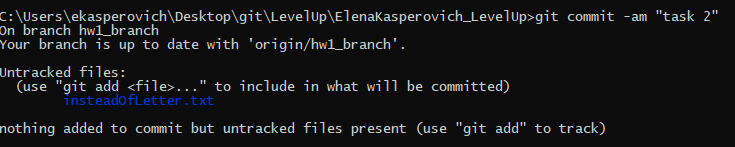 C:\Users\ekasperovich\Desktop\git\LevelUp\ElenaKasperovich_LevelUp>git commit -am "task 2"
On branch hw1_branch
Your branch is up to date with 'origin/hw1_branch'.
Untracked files:
(use "git add <file>..." to include in what will be committed)
insteadOfLetter.txt
nothing added to commit but untracked files present (use "git add" to track)